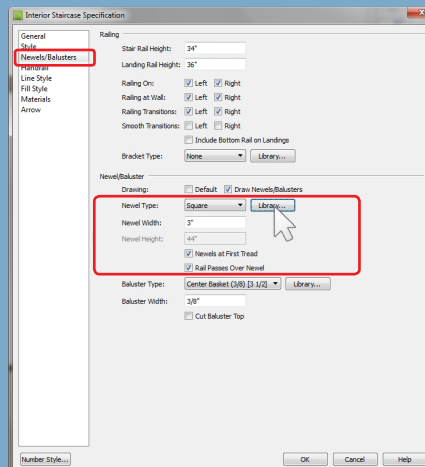 Interior Staircase Specification
General
Style
Newels/Balusters
Handrail
Line Style
Fill Style
Materials
Arrow
Railing
Stair Rail Height: 34"
Landing Rail Height: 36"
Railing On: Left Right
Railing at Wall: Left Right
Railing Transitions: Left Right
Smooth Transitions: Left Right
Include Bottom Rail on Landings
Bracket Type: None Library...
Newel/Baluster
Drawing: Default Draw Newels/Balusters
Newel Type: Square Library...
Newel Width: 3"
Newel Height: 44"
Newels at First Tread
Rail Passes Over Newel
Baluster Type: Center Basket (3/8) [3 1/2] Library...
Baluster Width: 3/8"
Cut Baluster Top
Number Style... OK Cancel Help